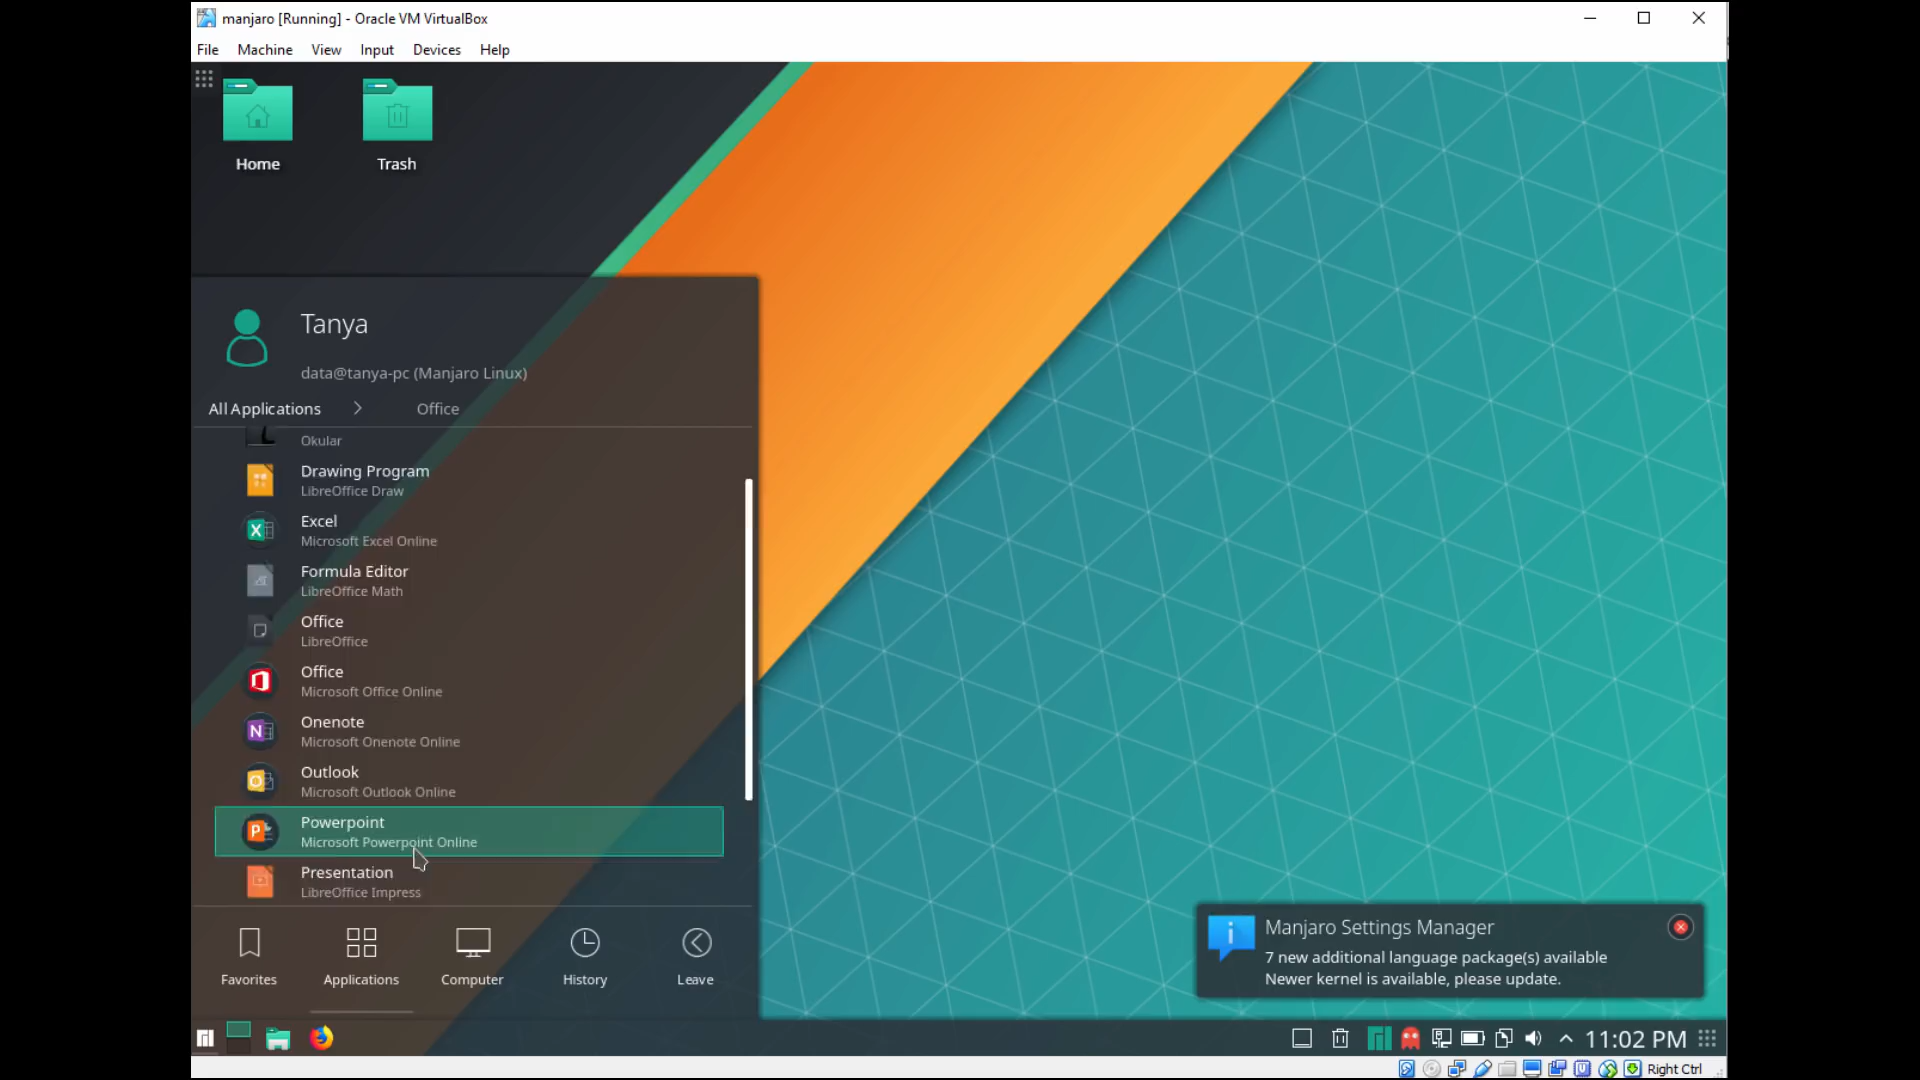 manjaro [Running] - Oracle VM VirtualBox
File Machine View Input Devices Help
Home
Trash
Tanya
data@tanya-pc (Manjaro Linux)
All Applications > Office
Okular
Drawing Program
LibreOffice Draw
Excel
Microsoft Excel Online
Formula Editor
LibreOffice Math
Office
LibreOffice
Office
Microsoft Office Online
Onenote
Microsoft Onenote Online
Outlook
Microsoft Outlook Online
Powerpoint
Microsoft Powerpoint Online
Presentation
LibreOffice Impress
Favorites Applications Computer History Leave
Manjaro Settings Manager
7 new additional language package(s) available
Newer kernel is available, please update.
11:02 PM
Right Ctrl